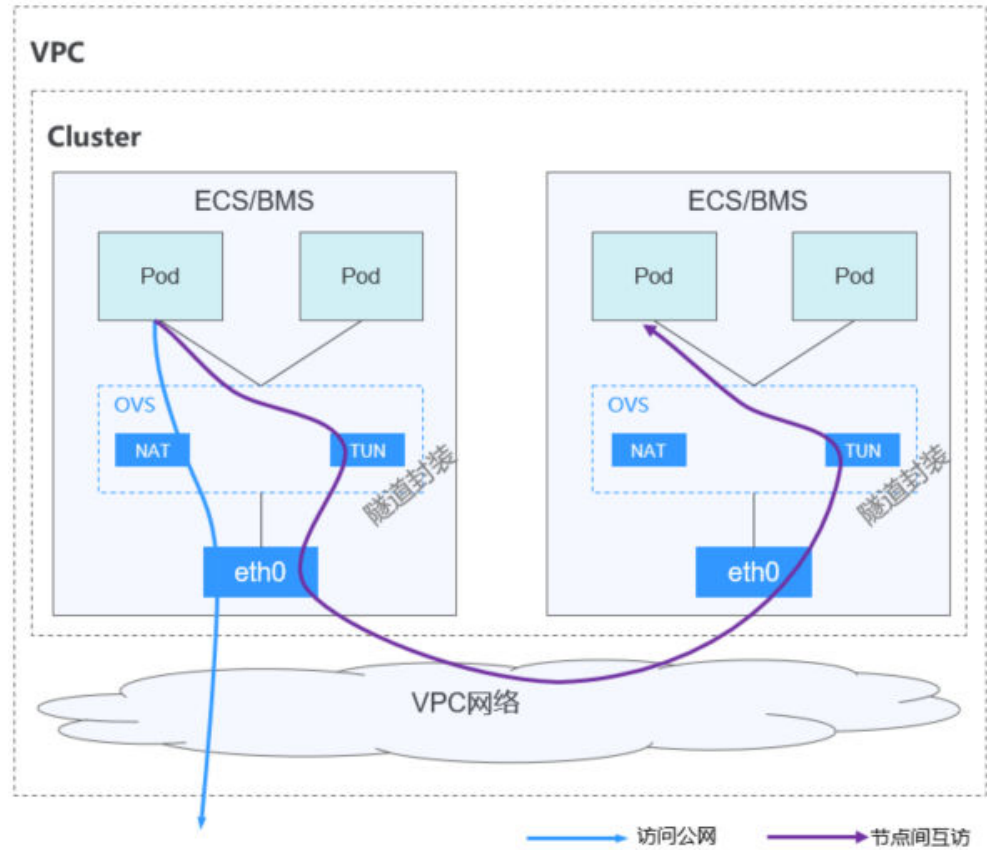 VPC
Cluster
ECS/BMS
ECS/BMS
Pod
Pod
Pod
Pod
OVS
OVS
NAT
TUN
NAT
TUN
隧道封装
隧道封装
eth0
eth0
VPC网络
访问公网
节点间互访